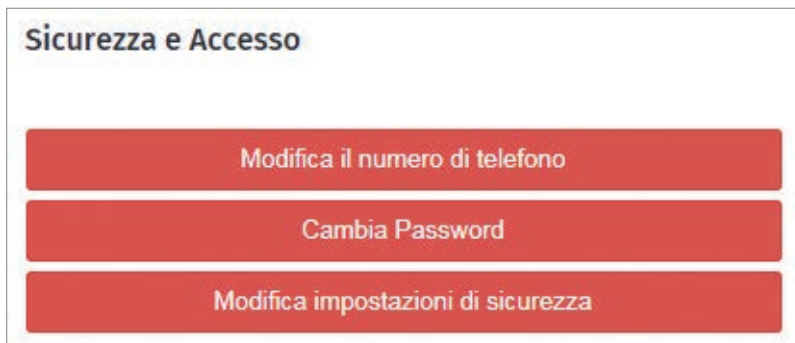 Sicurezza e Accesso
Modifica il numero di telefono
Cambia Password
Modifica impostazioni di sicurezza